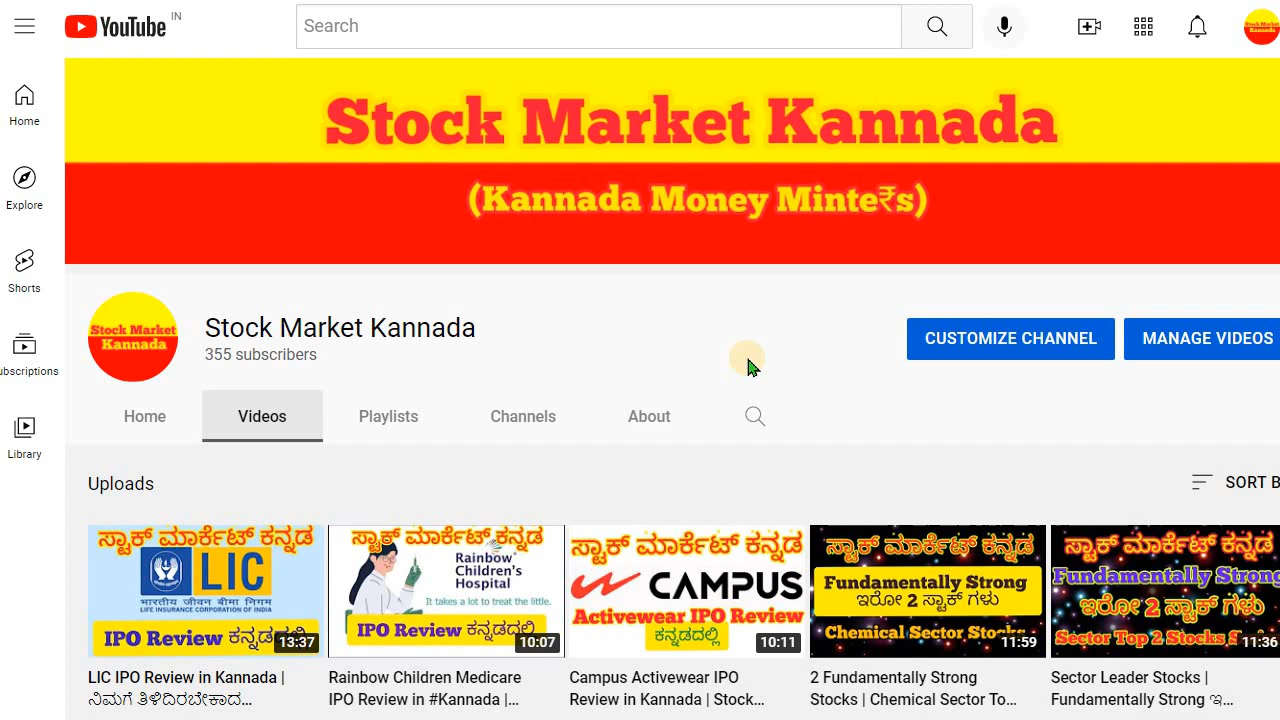 YouTube IN
Search
Home
Explore
Shorts
ubscriptions
Library
Stock Market Kannada
(Kannada Money Minte₹s)
Stock Market
Kannada
Stock Market Kannada
355 subscribers
CUSTOMIZE CHANNEL
MANAGE VIDEOS
Home
Videos
Playlists
Channels
About
Uploads
SORT B
ಸ್ಟಾಕ್ ಮಾರ್ಕೆಟ್ ಕನ್ನಡ
LIC
भारतीय जीवन बीमा निगम
LIFE INSURANCE CORPORATION OF INDIA
IPO Review ಕನ್ನಡದಲ್ಲಿ
13:37
LIC IPO Review in Kannada |
ನಿಮಗೆ ತಿಳಿದಿರಬೇಕಾದ...
ಸ್ಟಾಕ್ ಮಾರ್ಕೆಟ್ ಕನ್ನಡ
Rainbow
Children's
Hospital
It takes a lot to treat the little.
IPO Review ಕನ್ನಡದಲ್ಲಿ
10:07
Rainbow Children Medicare
IPO Review in #Kannada |...
ಸ್ಟಾಕ್ ಮಾರ್ಕೆಟ್ ಕನ್ನಡ
CAMPUS
Activewear IPO Review
ಕನ್ನಡದಲ್ಲಿ
10:11
Campus Activewear IPO
Review in Kannada | Stock...
ಸ್ಟಾಕ್ ಮಾರ್ಕೆಟ್ ಕನ್ನಡ
Fundamentally Strong
ಇರೋ 2 ಸ್ಟಾಕ್ ಗಳು
Chemical Sector Stocks
11:59
2 Fundamentally Strong
Stocks | Chemical Sector To...
ಸ್ಟಾಕ್ ಮಾರ್ಕೆಟ್ ಕನ್ನಡ
Fundamentally Strong
ಇರೋ 2 ಸ್ಟಾಕ್ ಗಳು
Sector Top 2 Stocks
11:36
Sector Leader Stocks |
Fundamentally Strong ಇ...